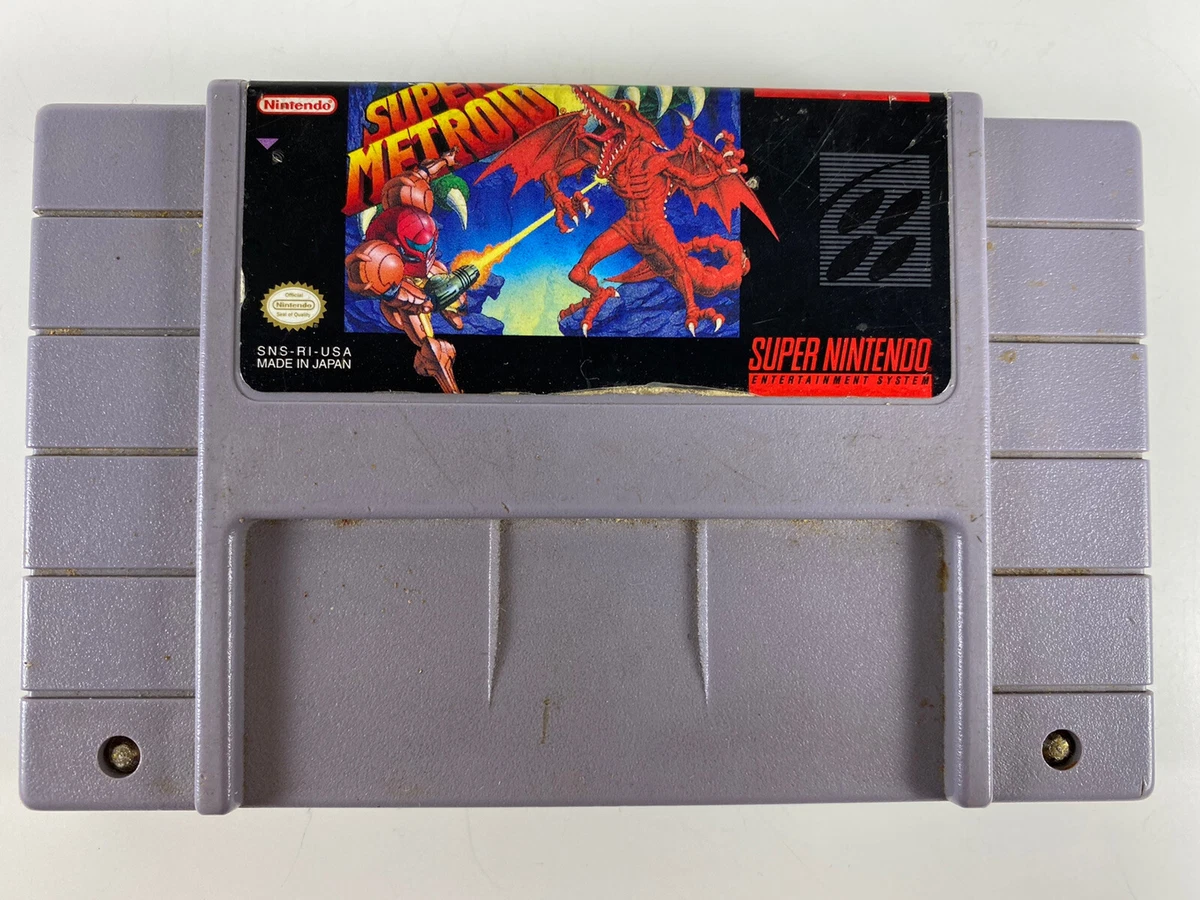 Nintendo
SUPER
METROID
Official
Nintendo
Seal of Quality
SNS-RI-USA
MADE IN JAPAN
SUPER NINTENDO
ENTERTAINMENT SYSTEM